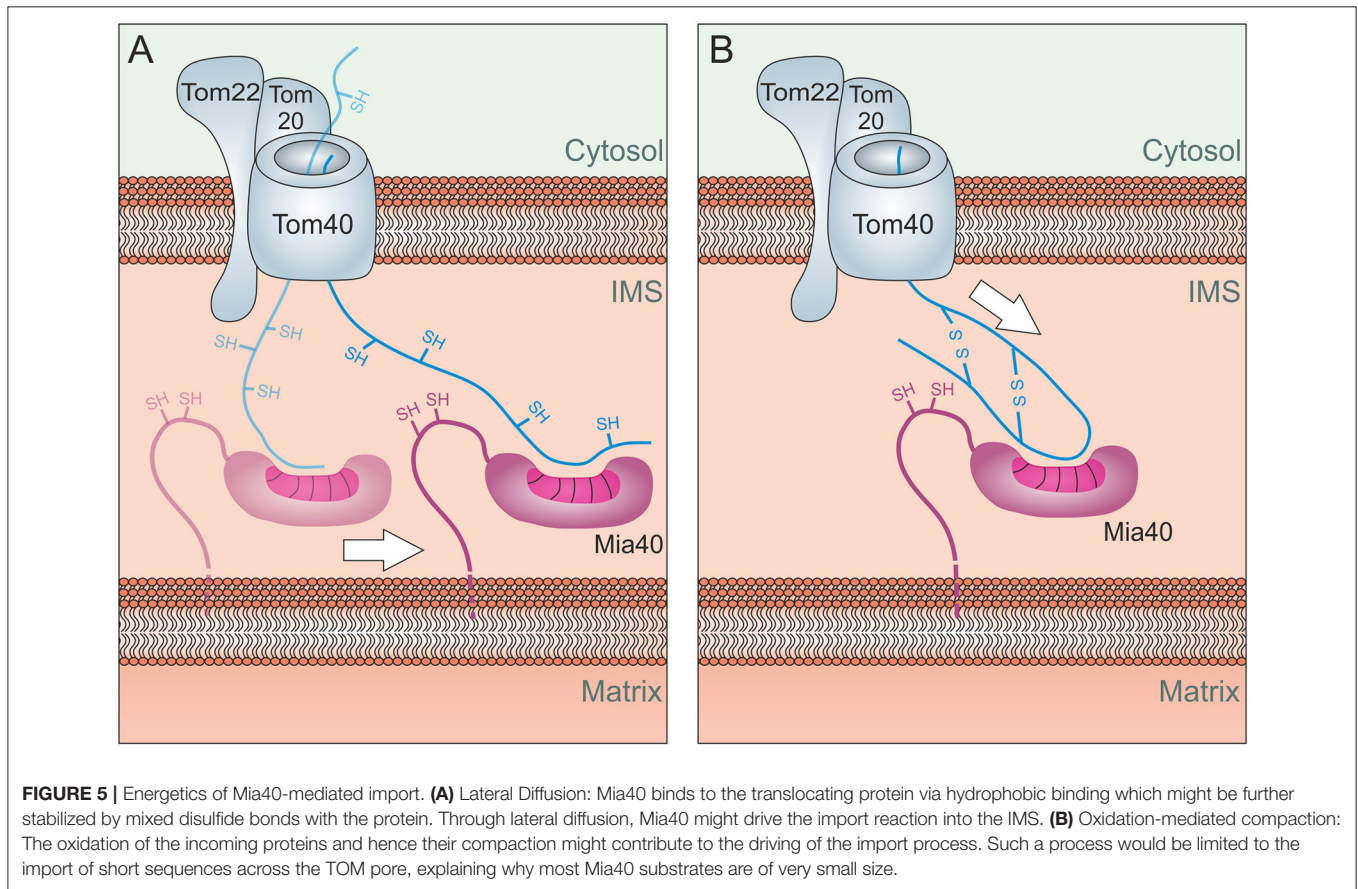 A
Tom22
Tom
20
SH
Cytosol
Tom40
IMS
SH
SH
SH
SH
SH
SH
SH
SH SH
SH SH
Mia40
Matrix
B
Tom22
Tom
20
Cytosol
Tom40
IMS
S
S
S
S
SH SH
Mia40
Matrix
FIGURE 5 | Energetics of Mia40-mediated import. (A) Lateral Diffusion: Mia40 binds to the translocating protein via hydrophobic binding which might be further
stabilized by mixed disulfide bonds with the protein. Through lateral diffusion, Mia40 might drive the import reaction into the IMS. (B) Oxidation-mediated compaction:
The oxidation of the incoming proteins and hence their compaction might contribute to the driving of the import process. Such a process would be limited to the
import of short sequences across the TOM pore, explaining why most Mia40 substrates are of very small size.